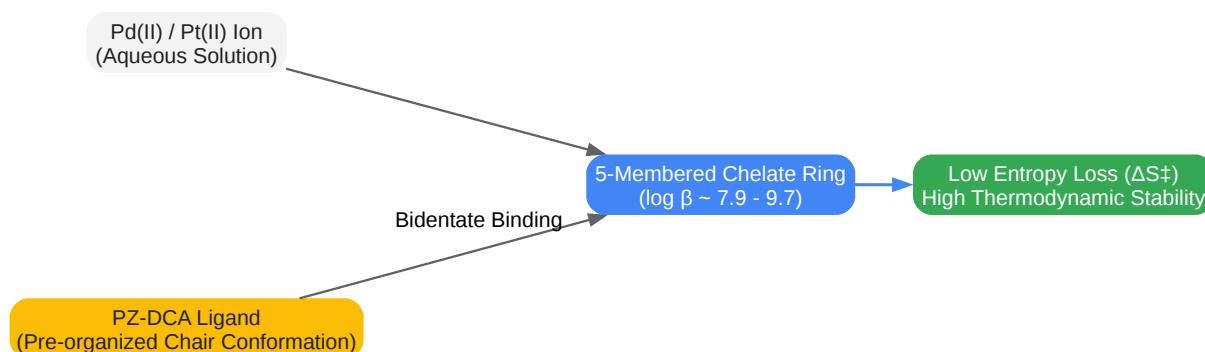 Pd(II) / Pt(II) Ion
(Aqueous Solution)
5-Membered Chelate Ring
(log β ~ 7.9 - 9.7)
Low Entropy Loss (ΔS‡)
High Thermodynamic Stability
Bidentate Binding
PZ-DCA Ligand
(Pre-organized Chair Conformation)